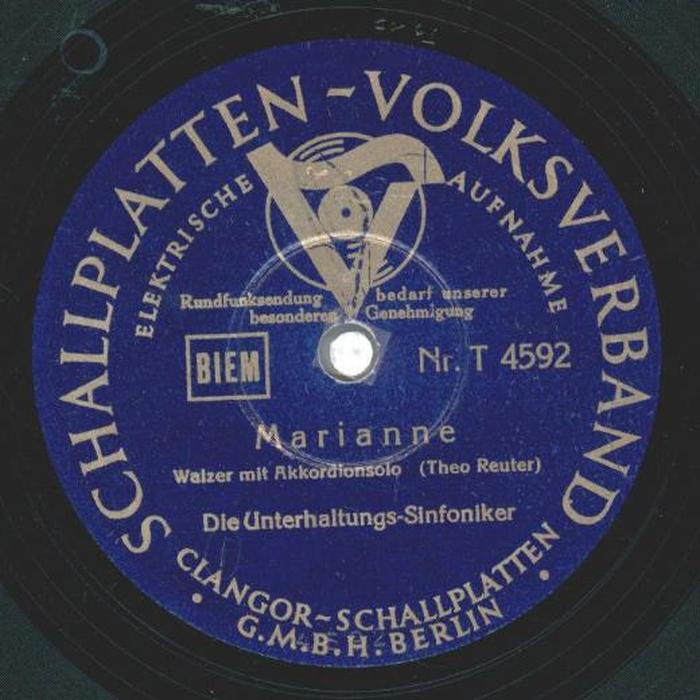 SCHALLPLATTEN-VOLKSVERBAND
ELEKTRISCHE AUFNAHME
Rundfunksendung bedarf unserer
besonderen Genehmigung
BIEM
Nr. T 4592
Marianne
Walzer mit Akkordionsolo (Theo Reuter)
Die Unterhaltungs-Sinfoniker
CLANGOR-SCHALLPLATTEN
G.M.B.H. BERLIN